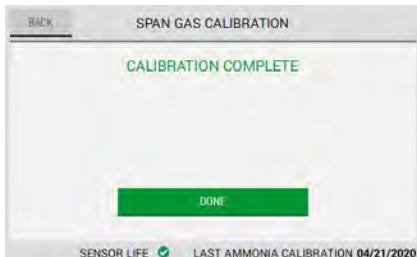 BACK SPAN GAS CALIBRATION
CALIBRATION COMPLETE
DONE
SENSOR LIFE LAST AMMONIA CALIBRATION 04/21/2020